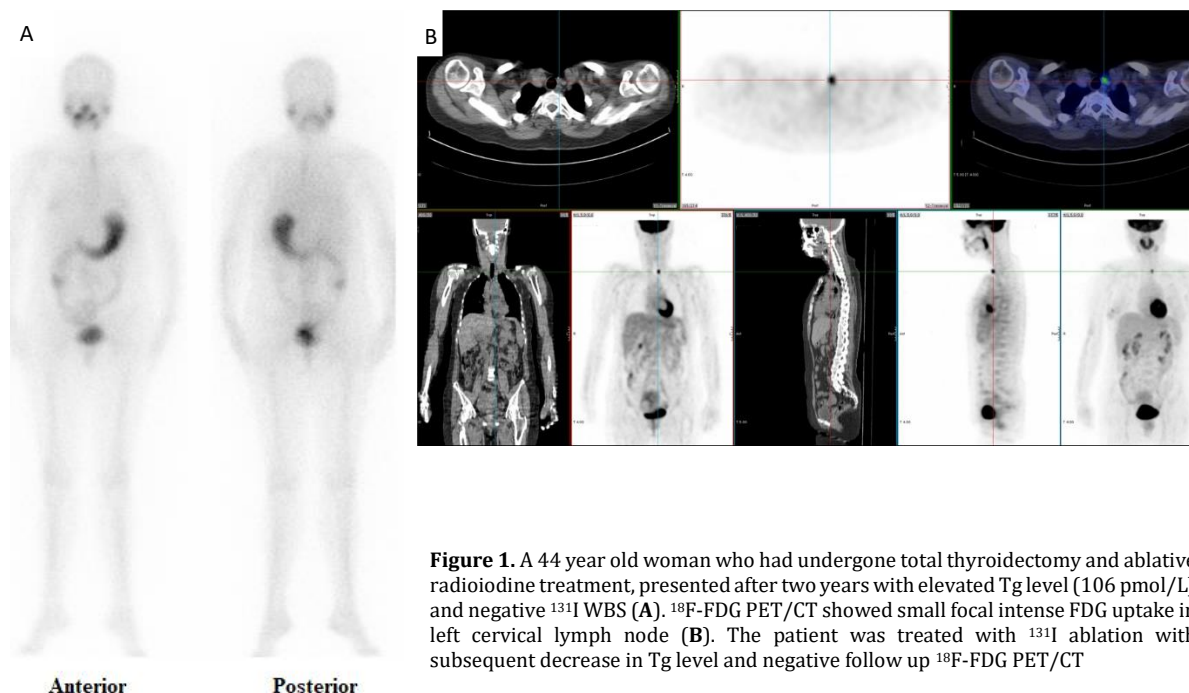 A
B
Anterior
Posterior
Figure 1. A 44 year old woman who had undergone total thyroidectomy and ablative
radioiodine treatment, presented after two years with elevated Tg level (106 pmol/L)
and negative ¹³¹I WBS (A). ¹⁸F-FDG PET/CT showed small focal intense FDG uptake in
left cervical lymph node (B). The patient was treated with ¹³¹I ablation with
subsequent decrease in Tg level and negative follow up ¹⁸F-FDG PET/CT